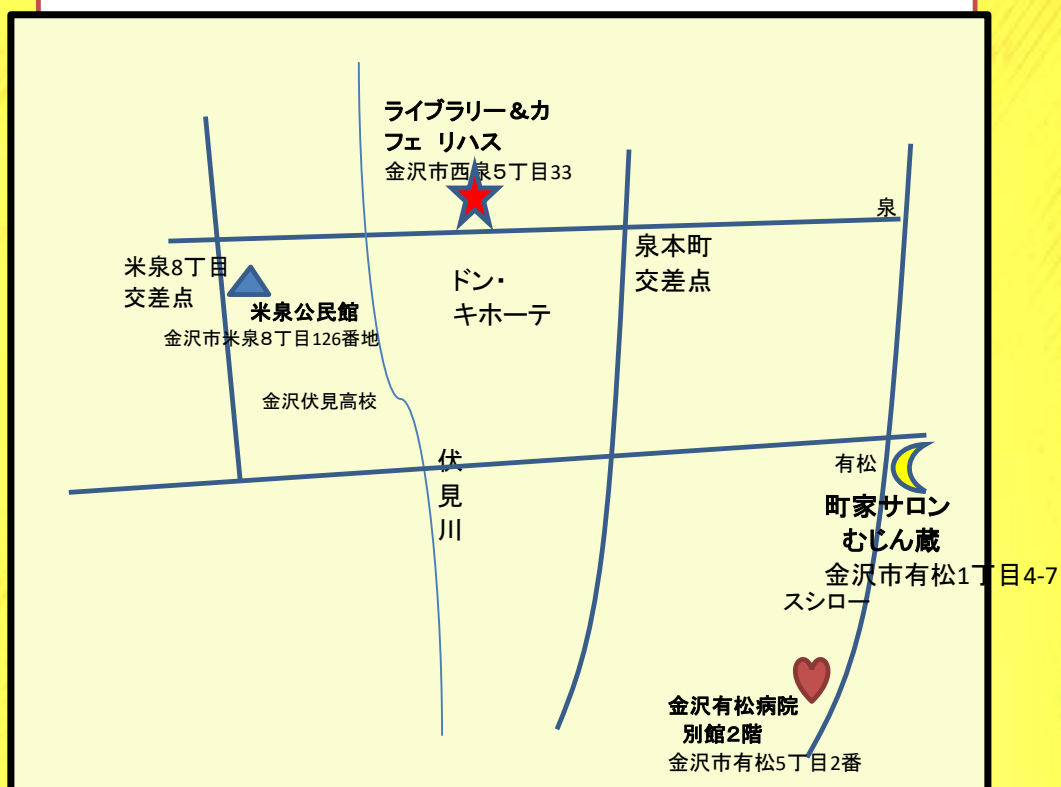 ライブラリー＆カ
フェ　リハス
金沢市西泉５丁目33
泉
泉本町
交差点
米泉8丁目
交差点
ドン・
キホーテ
米泉公民館
金沢市米泉８丁目126番地
金沢伏見高校
伏
見
川
有松
町家サロン
むじん蔵
金沢市有松1丁目4-7
スシロー
金沢有松病院
別館２階
金沢市有松5丁目2番